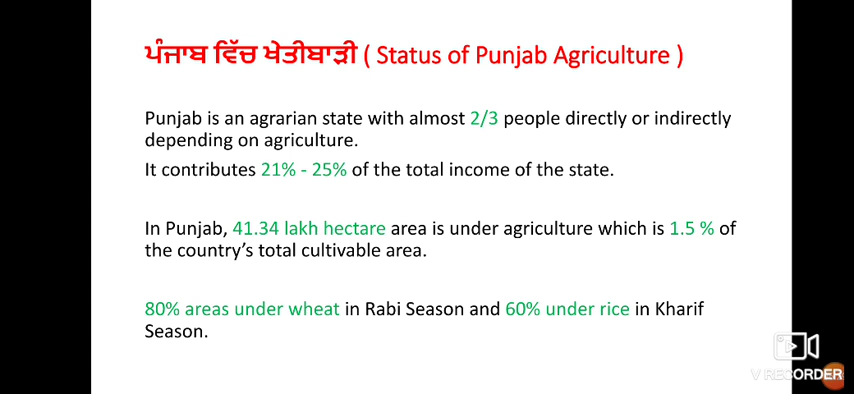 ਪੰਜਾਬ ਵਿੱਚ ਖੇਤੀਬਾੜੀ ( Status of Punjab Agriculture )
Punjab is an agrarian state with almost 2/3 people directly or indirectly
depending on agriculture.
It contributes 21% - 25% of the total income of the state.
In Punjab, 41.34 lakh hectare area is under agriculture which is 1.5 % of
the country’s total cultivable area.
80% areas under wheat in Rabi Season and 60% under rice in Kharif
Season.
V RECORDER